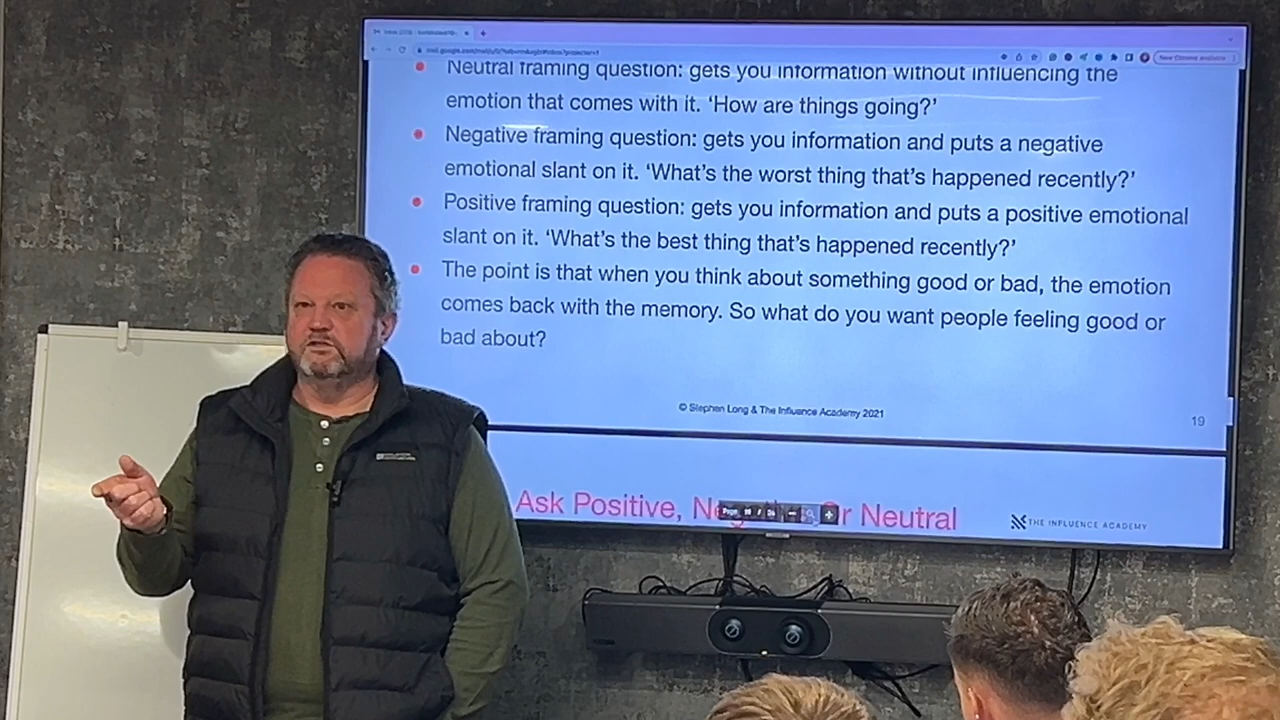 New Chrome available
Neutral framing question: gets you information without influencing the
emotion that comes with it. ‘How are things going?’
Negative framing question: gets you information and puts a negative
emotional slant on it. ‘What’s the worst thing that’s happened recently?’
Positive framing question: gets you information and puts a positive emotional
slant on it. ‘What’s the best thing that’s happened recently?’
The point is that when you think about something good or bad, the emotion
comes back with the memory. So what do you want people feeling good or
bad about?
© Stephen Long & The Influence Academy 2021
19
Ask Positive, Or Neutral
Page
THE INFLUENCE ACADEMY